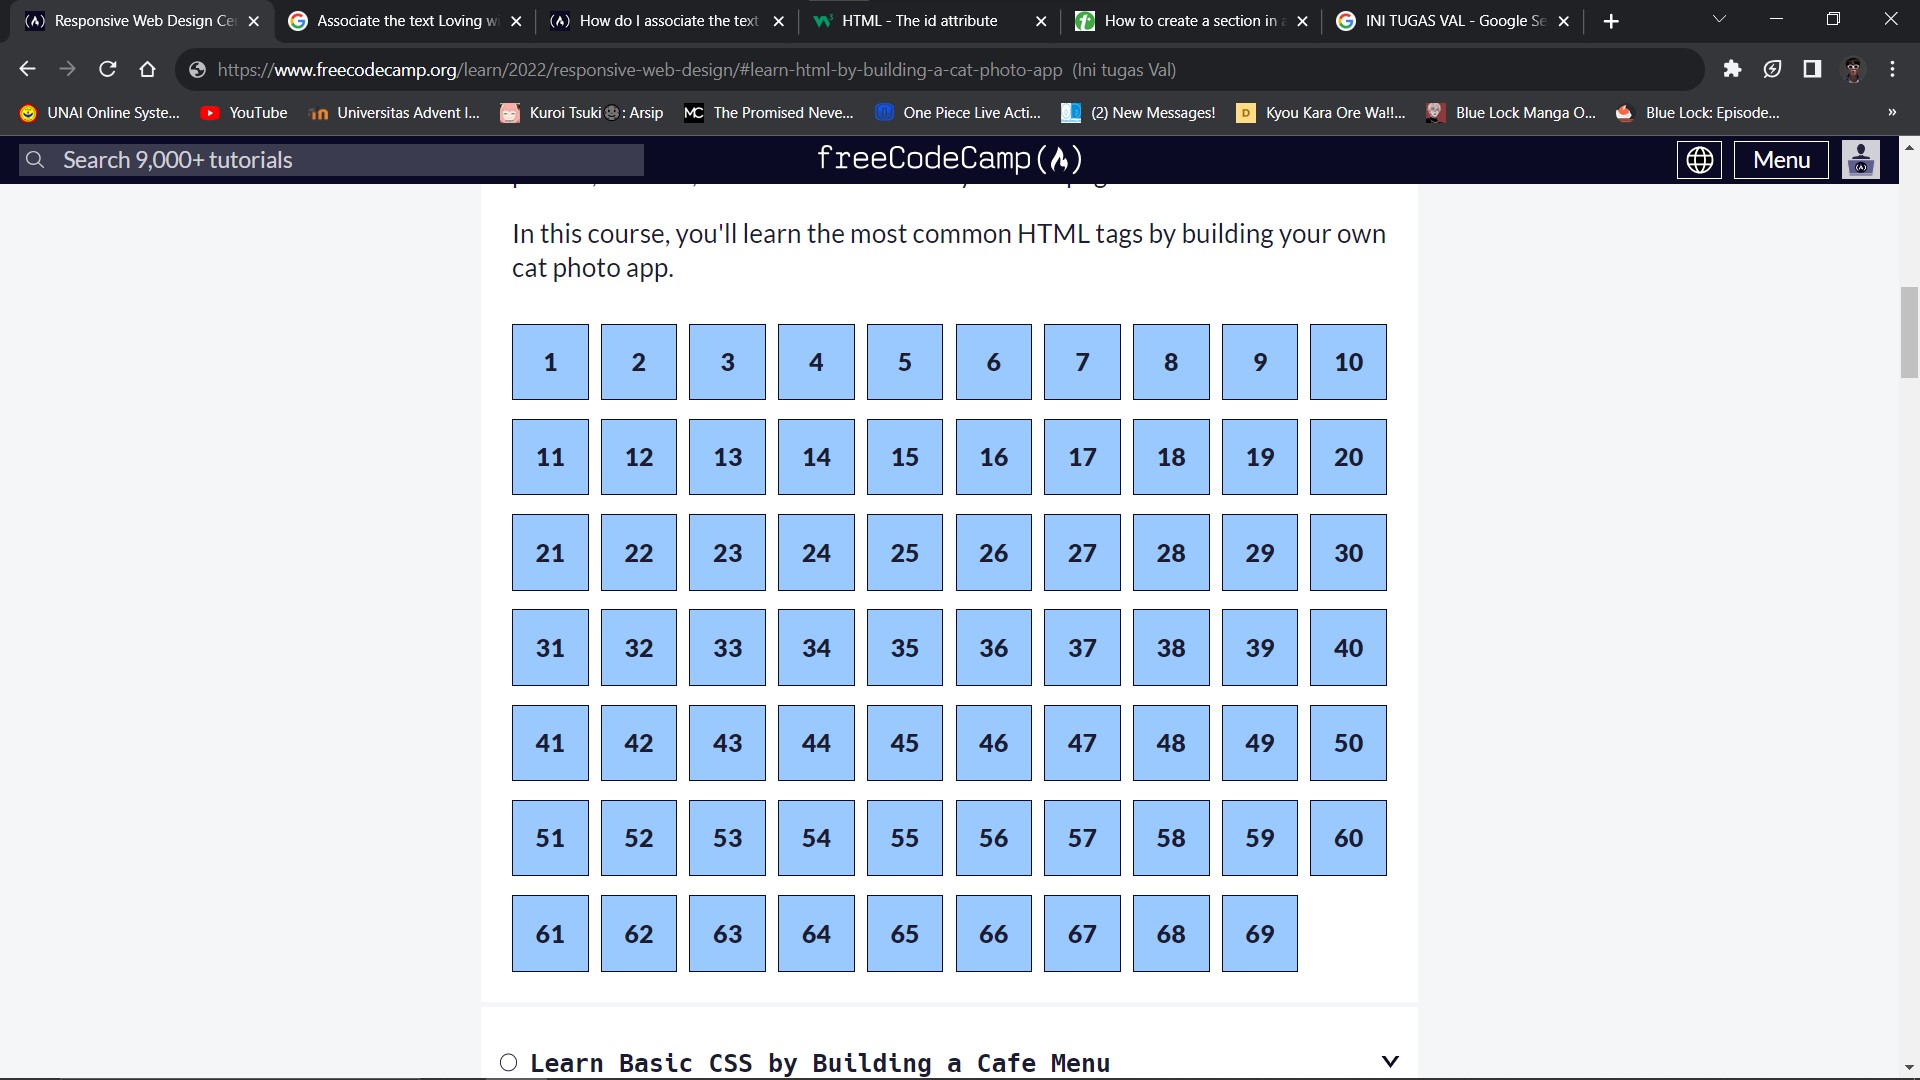 Responsive Web Design Ce
Associate the text Loving wi
How do I associate the text
HTML - The id attribute
How to create a section in a
INI TUGAS VAL - Google Se
https://www.freecodecamp.org/learn/2022/responsive-web-design/#learn-html-by-building-a-cat-photo-app (Ini tugas Val)
UNAI Online Syste...
YouTube
Universitas Advent I...
Kuroi Tsuki : Arsip
The Promised Neve...
One Piece Live Acti...
(2) New Messages!
Kyou Kara Ore Wa!!...
Blue Lock Manga O...
Blue Lock: Episode...
»
Search 9,000+ tutorials
freeCodeCamp
Menu
In this course, you'll learn the most common HTML tags by building your own
cat photo app.
1 2 3 4 5 6 7 8 9 10
11 12 13 14 15 16 17 18 19 20
21 22 23 24 25 26 27 28 29 30
31 32 33 34 35 36 37 38 39 40
41 42 43 44 45 46 47 48 49 50
51 52 53 54 55 56 57 58 59 60
61 62 63 64 65 66 67 68 69
Learn Basic CSS by Building a Cafe Menu